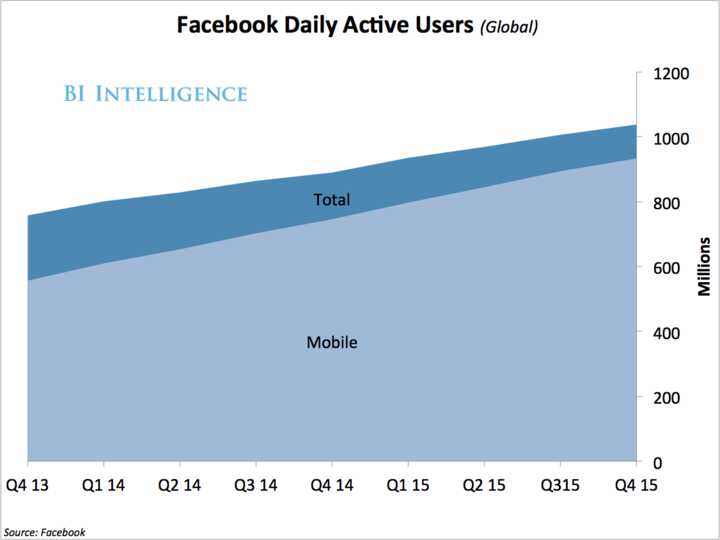 Facebook Daily Active Users (Global)
BI INTELLIGENCE
1200
1000
800
600
400
200
0
Millions
Total
Mobile
Q4 13 Q1 14 Q2 14 Q3 14 Q4 14 Q1 15 Q2 15 Q315 Q4 15
Source: Facebook